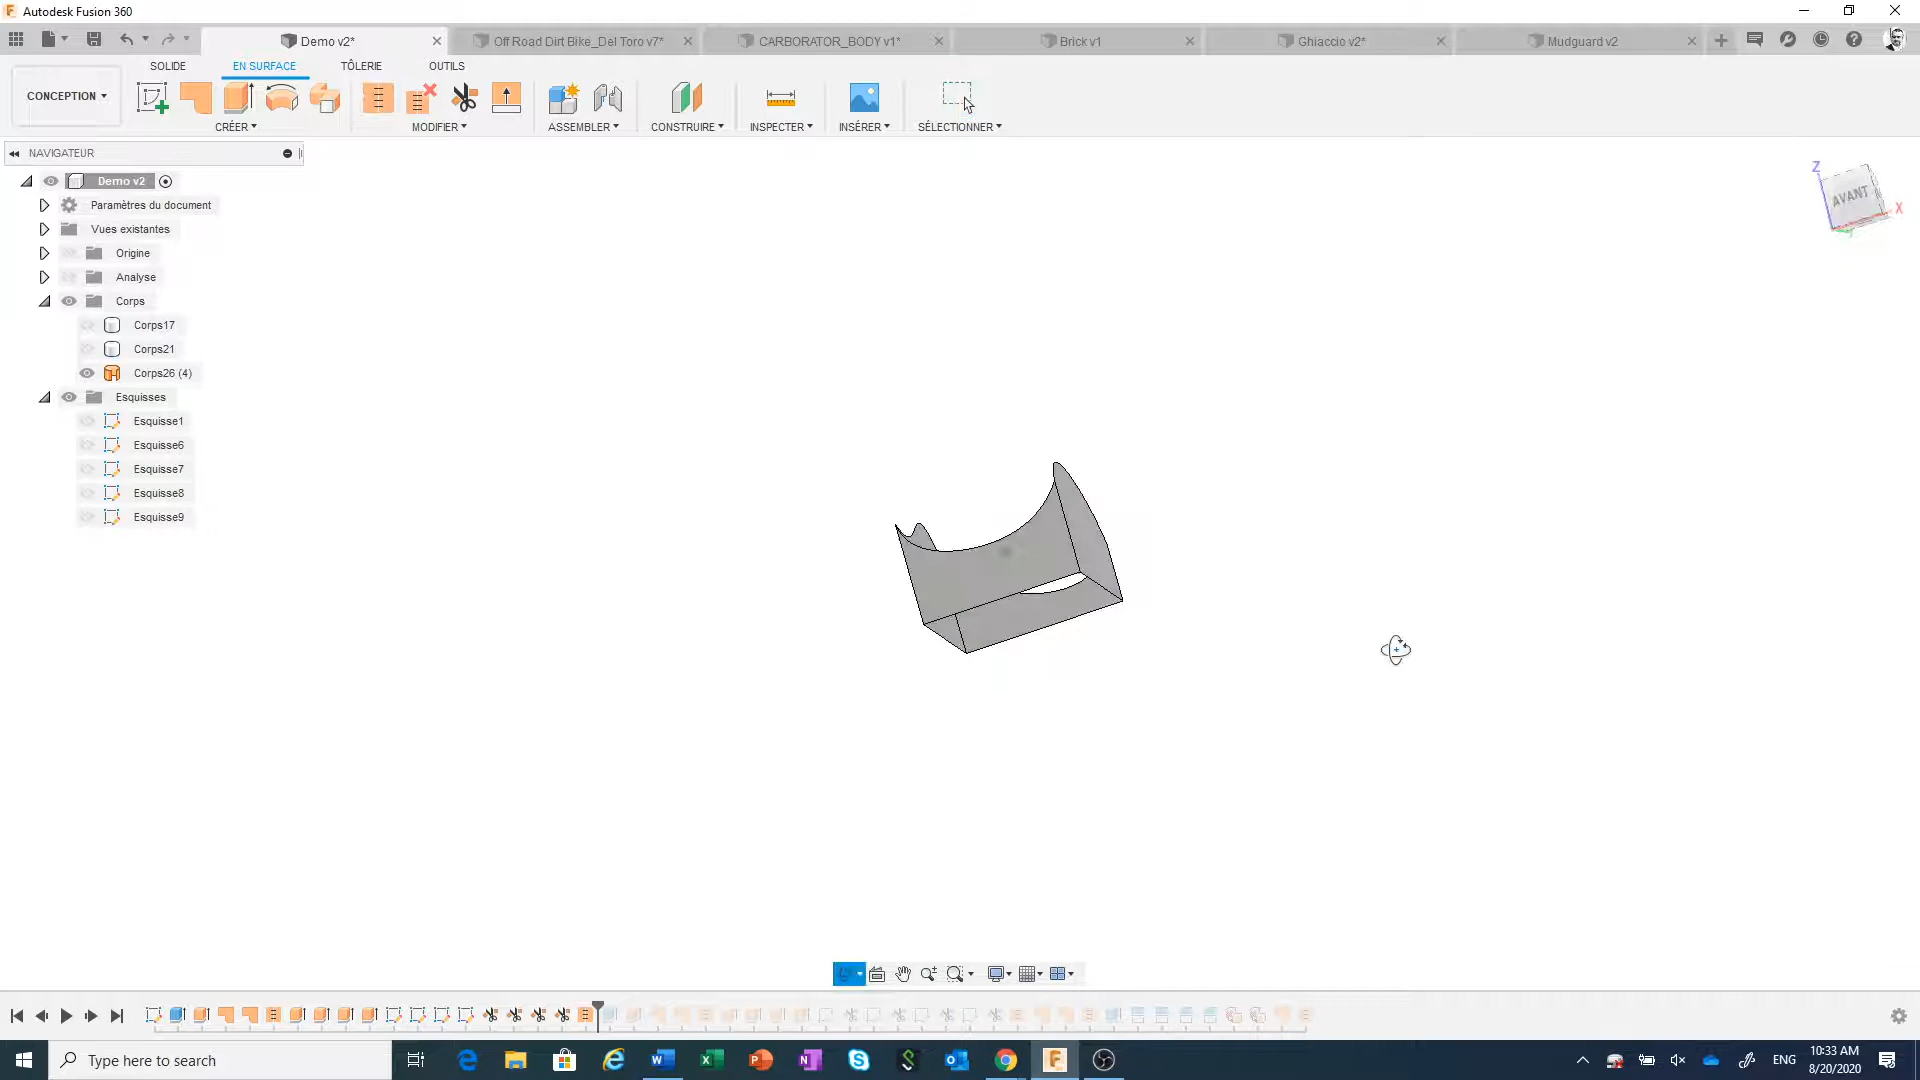 Autodesk Fusion 360
Demo v2*
Off Road Dirt Bike_Del Toro v7*
CARBORATOR_BODY v1*
Brick v1
Ghiaccio v2*
Mudguard v2
SOLIDE
EN SURFACE
TÔLERIE
OUTILS
CONCEPTION
CRÉER
MODIFIER
ASSEMBLER
CONSTRUIRE
INSPECTER
INSÉRER
SÉLECTIONNER
NAVIGATEUR
Demo v2
Paramètres du document
Vues existantes
Origine
Analyse
Corps
Corps17
Corps21
Corps26 (4)
Esquisses
Esquisse1
Esquisse6
Esquisse7
Esquisse8
Esquisse9
Z
AVANT
X
Type here to search
ENG
10:33 AM
8/20/2020